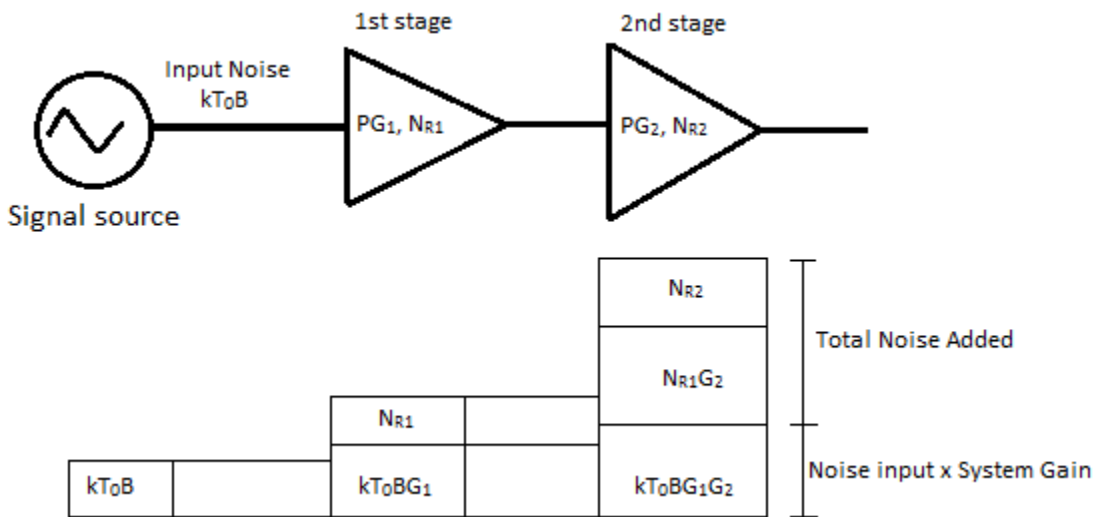 1st stage
2nd stage
Input Noise
kT₀B
PG₁, Nᵣ₁
PG₂, Nᵣ₂
Signal source
Nᵣ₂
Total Noise Added
Nᵣ₁G₂
Nᵣ₁
kT₀B
kT₀BG₁
kT₀BG₁G₂
Noise input x System Gain